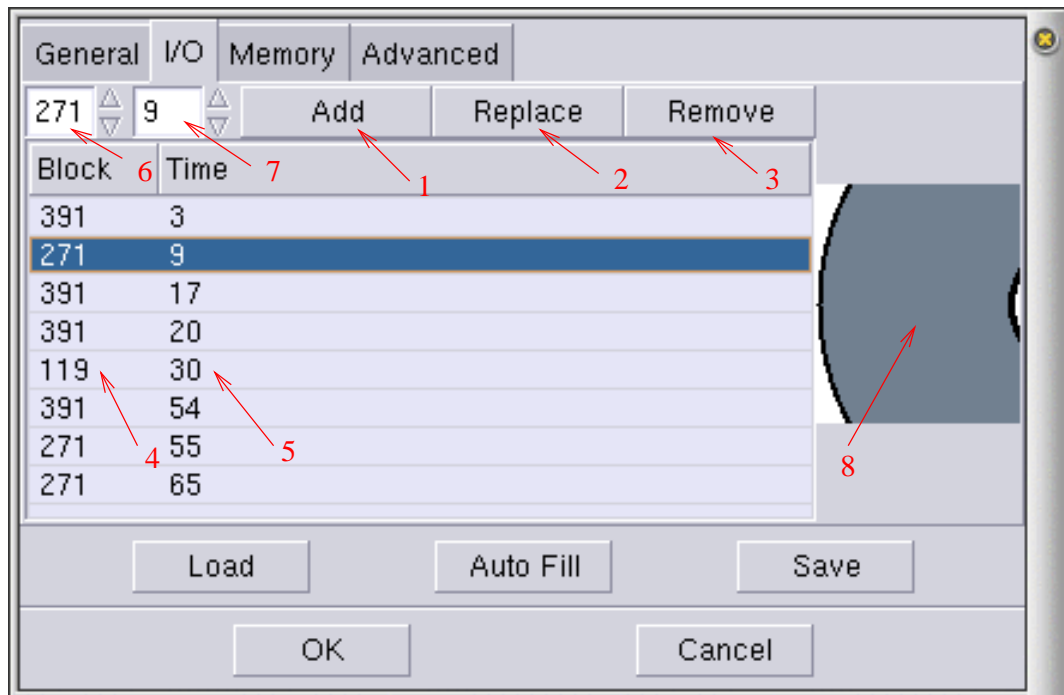 General I/O Memory Advanced
271 9 Add Replace Remove
6 7 1 2 3
Block Time
391 3
271 9
391 17
391 20
119 30
391 54
271 55
271 65
4 5 8
Load Auto Fill Save
OK Cancel